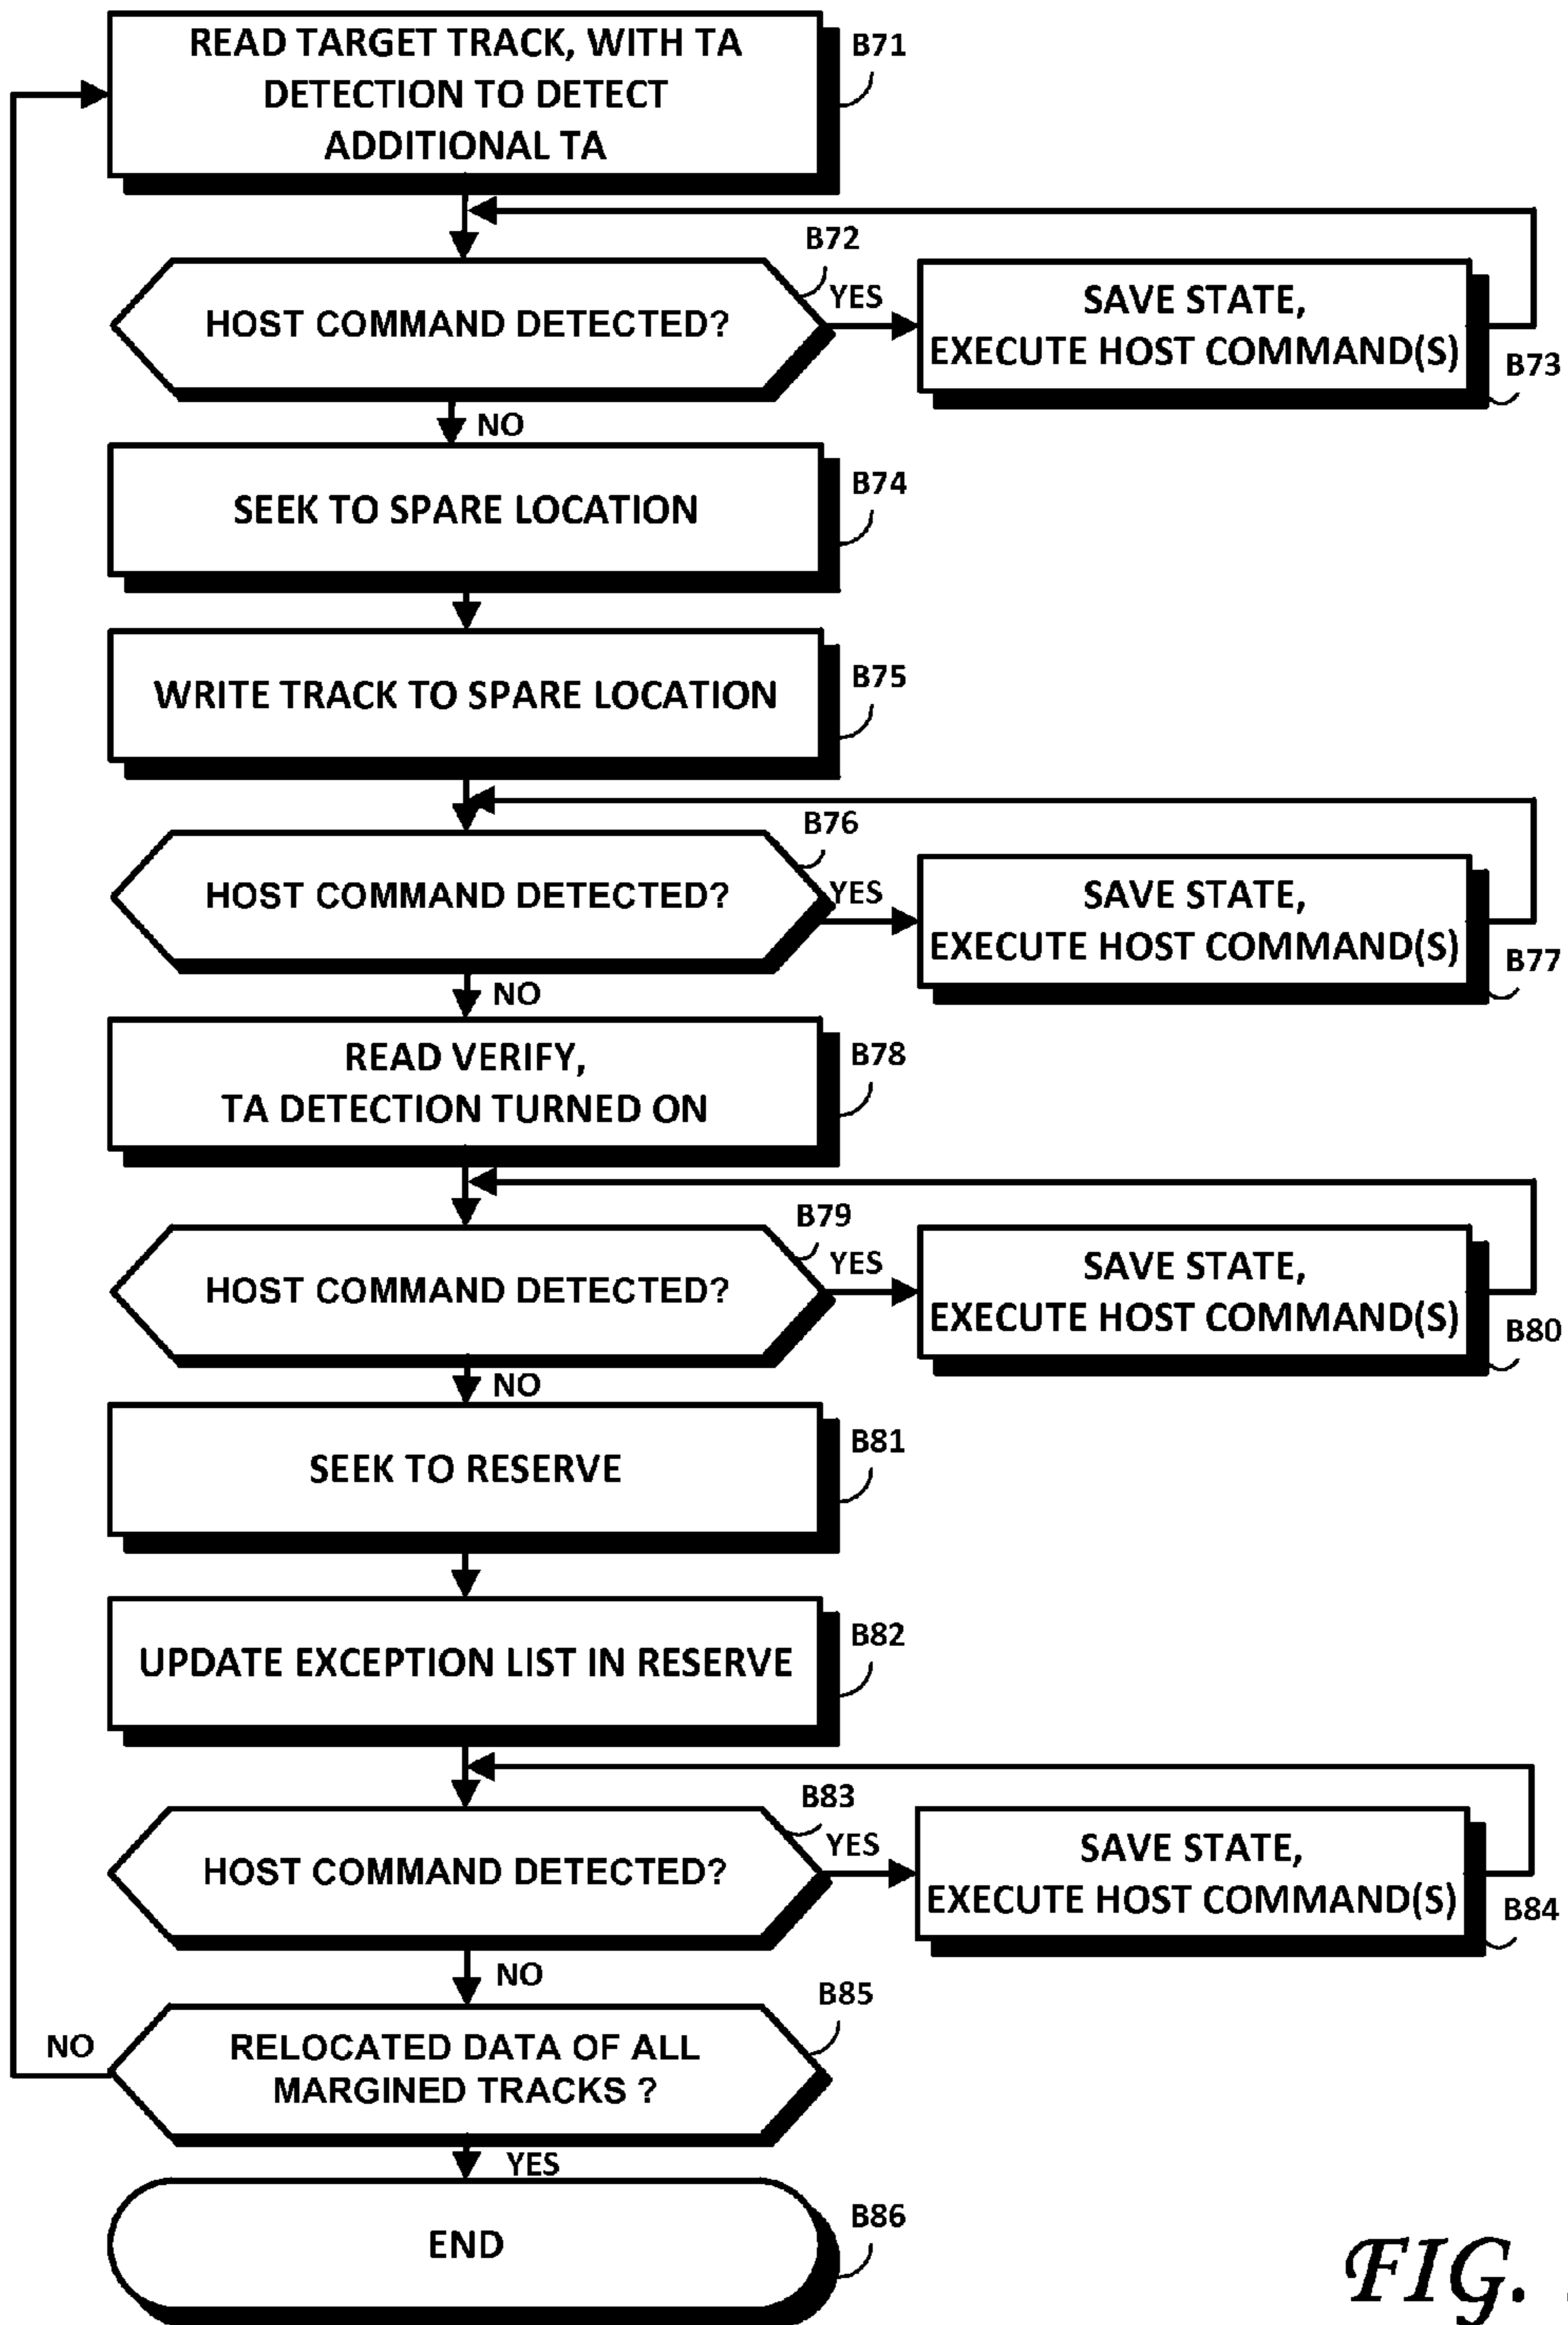 READ TARGET TRACK, WITH TA
DETECTION TO DETECT
ADDITIONAL TA
B71
B72
HOST COMMAND DETECTED?
YES
SAVE STATE,
EXECUTE HOST COMMAND(S)
B73
NO
SEEK TO SPARE LOCATION
B74
WRITE TRACK TO SPARE LOCATION
B75
B76
HOST COMMAND DETECTED?
YES
SAVE STATE,
EXECUTE HOST COMMAND(S)
B77
NO
READ VERIFY,
TA DETECTION TURNED ON
B78
B79
HOST COMMAND DETECTED?
YES
SAVE STATE,
EXECUTE HOST COMMAND(S)
B80
NO
SEEK TO RESERVE
B81
UPDATE EXCEPTION LIST IN RESERVE
B82
B83
HOST COMMAND DETECTED?
YES
SAVE STATE,
EXECUTE HOST COMMAND(S)
B84
NO
B85
NO
RELOCATED DATA OF ALL
MARGINED TRACKS ?
YES
END
B86
FIG.